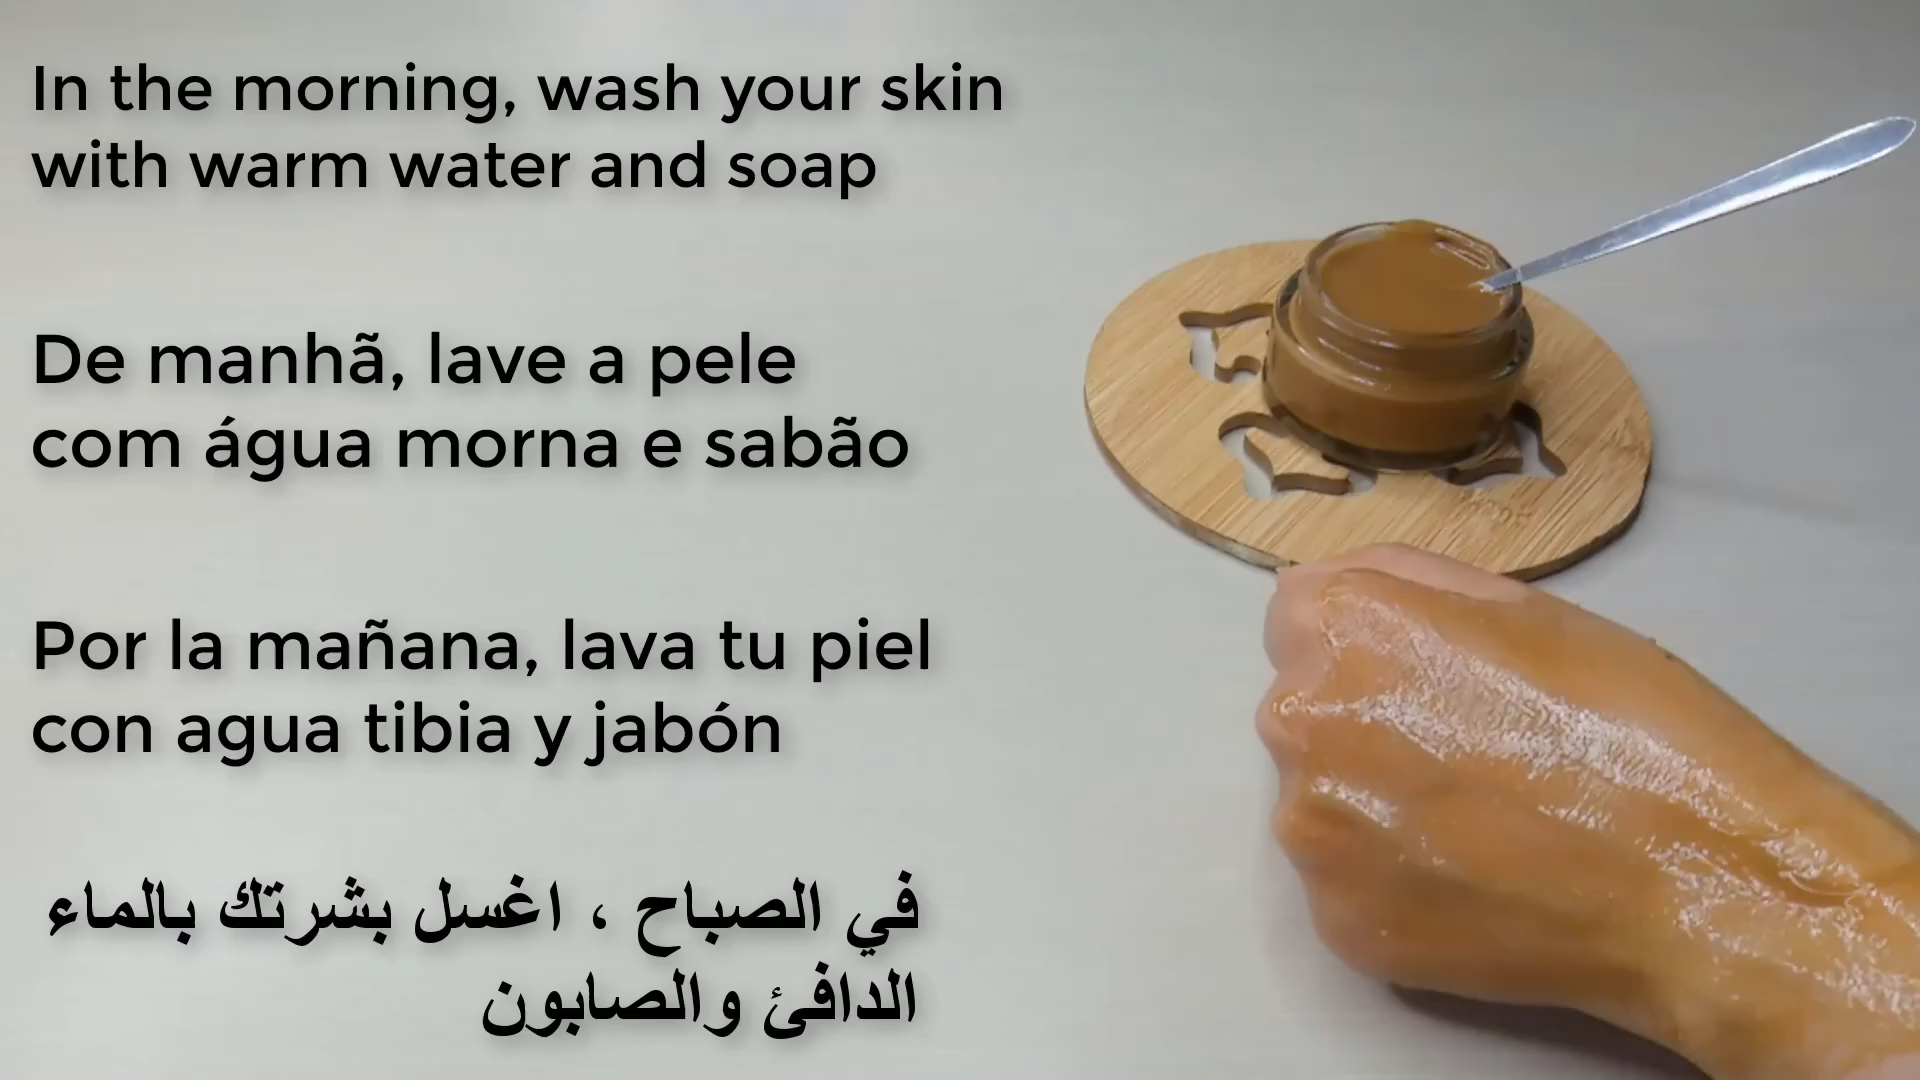 In the morning, wash your skin
with warm water and soap
De manhã, lave a pele
com água morna e sabão
Por la mañana, lava tu piel
con agua tibia y jabón
في الصباح ، اغسل بشرتك بالماء
الدافئ والصابون